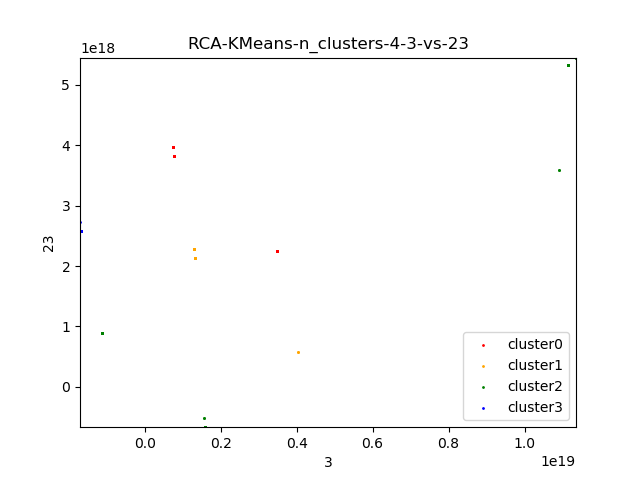 RCA-KMeans-n_clusters-4-3-vs-23
1e18
5
4
3
2
1
0
23
0.0 0.2 0.4 0.6 0.8 1.0
3
1e19
cluster0
cluster1
cluster2
cluster3